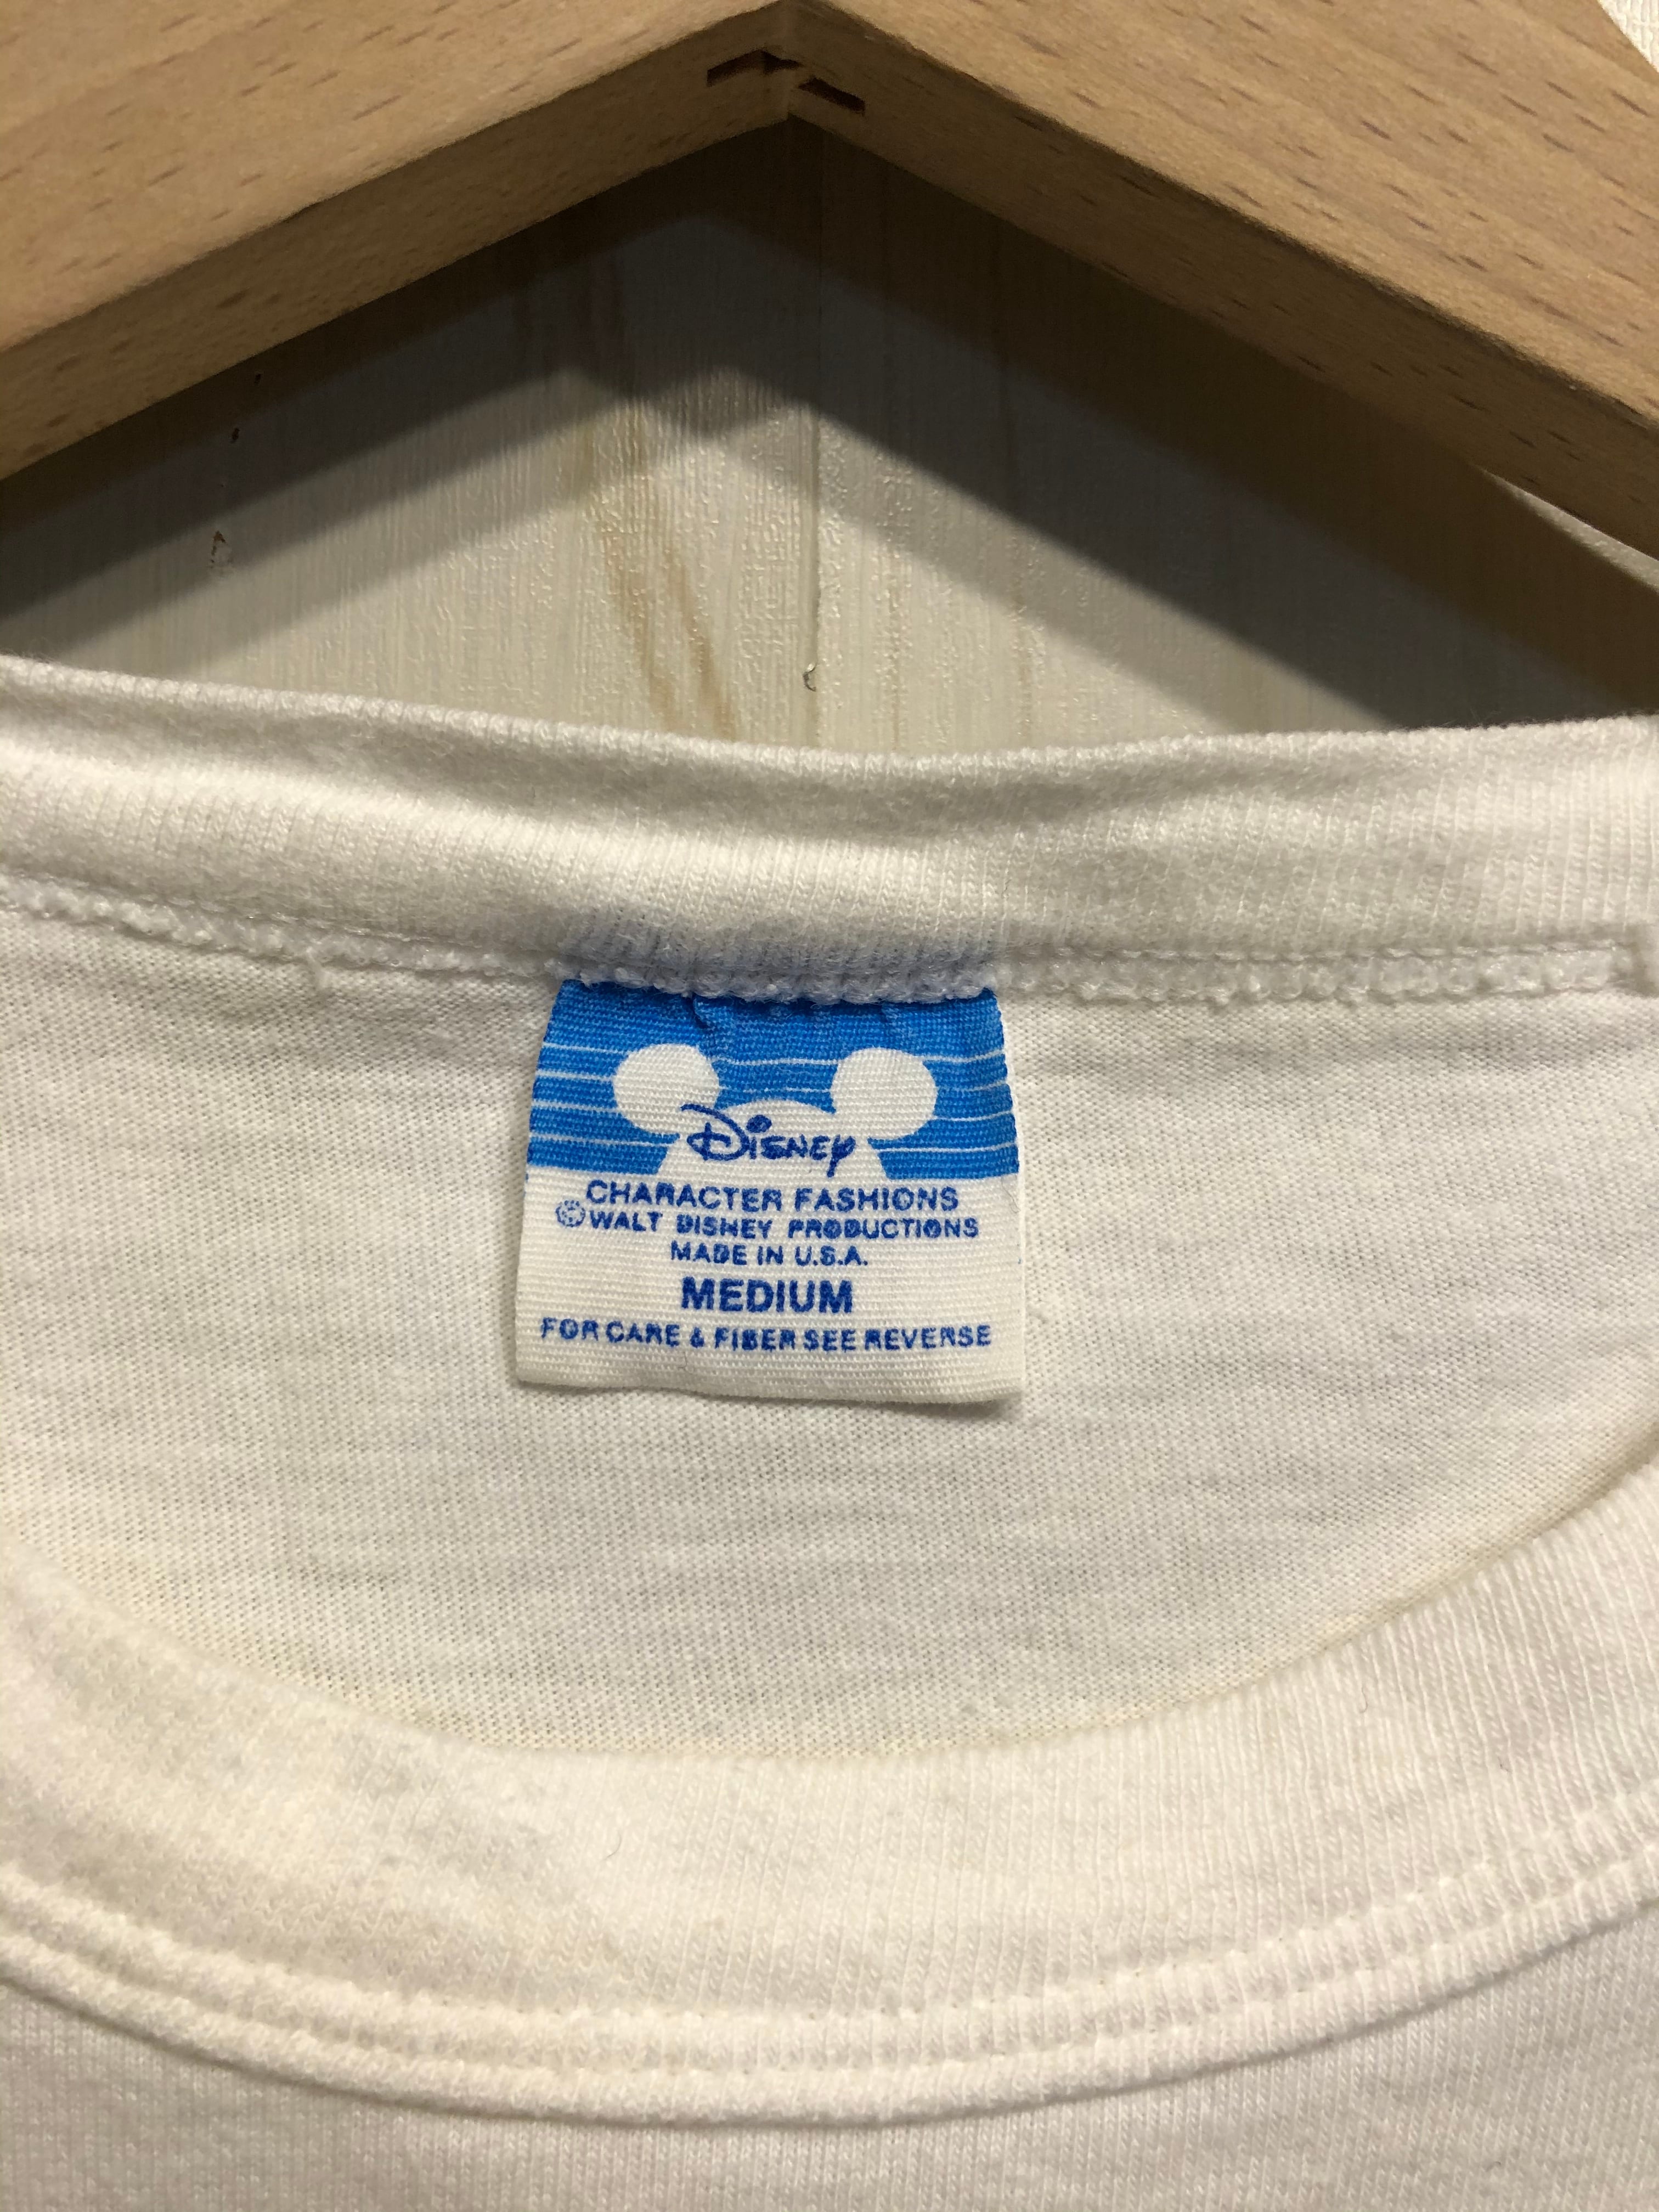 Disney
CHARACTER FASHIONS
© WALT DISNEY PRODUCTIONS
MADE IN U.S.A.
MEDIUM
FOR CARE & FIBER SEE REVERSE